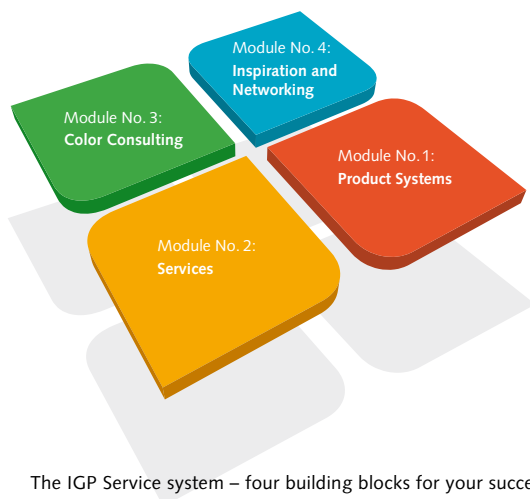 Module No. 4:
Inspiration and
Networking
Module No. 3:
Color Consulting
Module No. 1:
Product Systems
Module No. 2:
Services
The IGP Service system – four building blocks for your